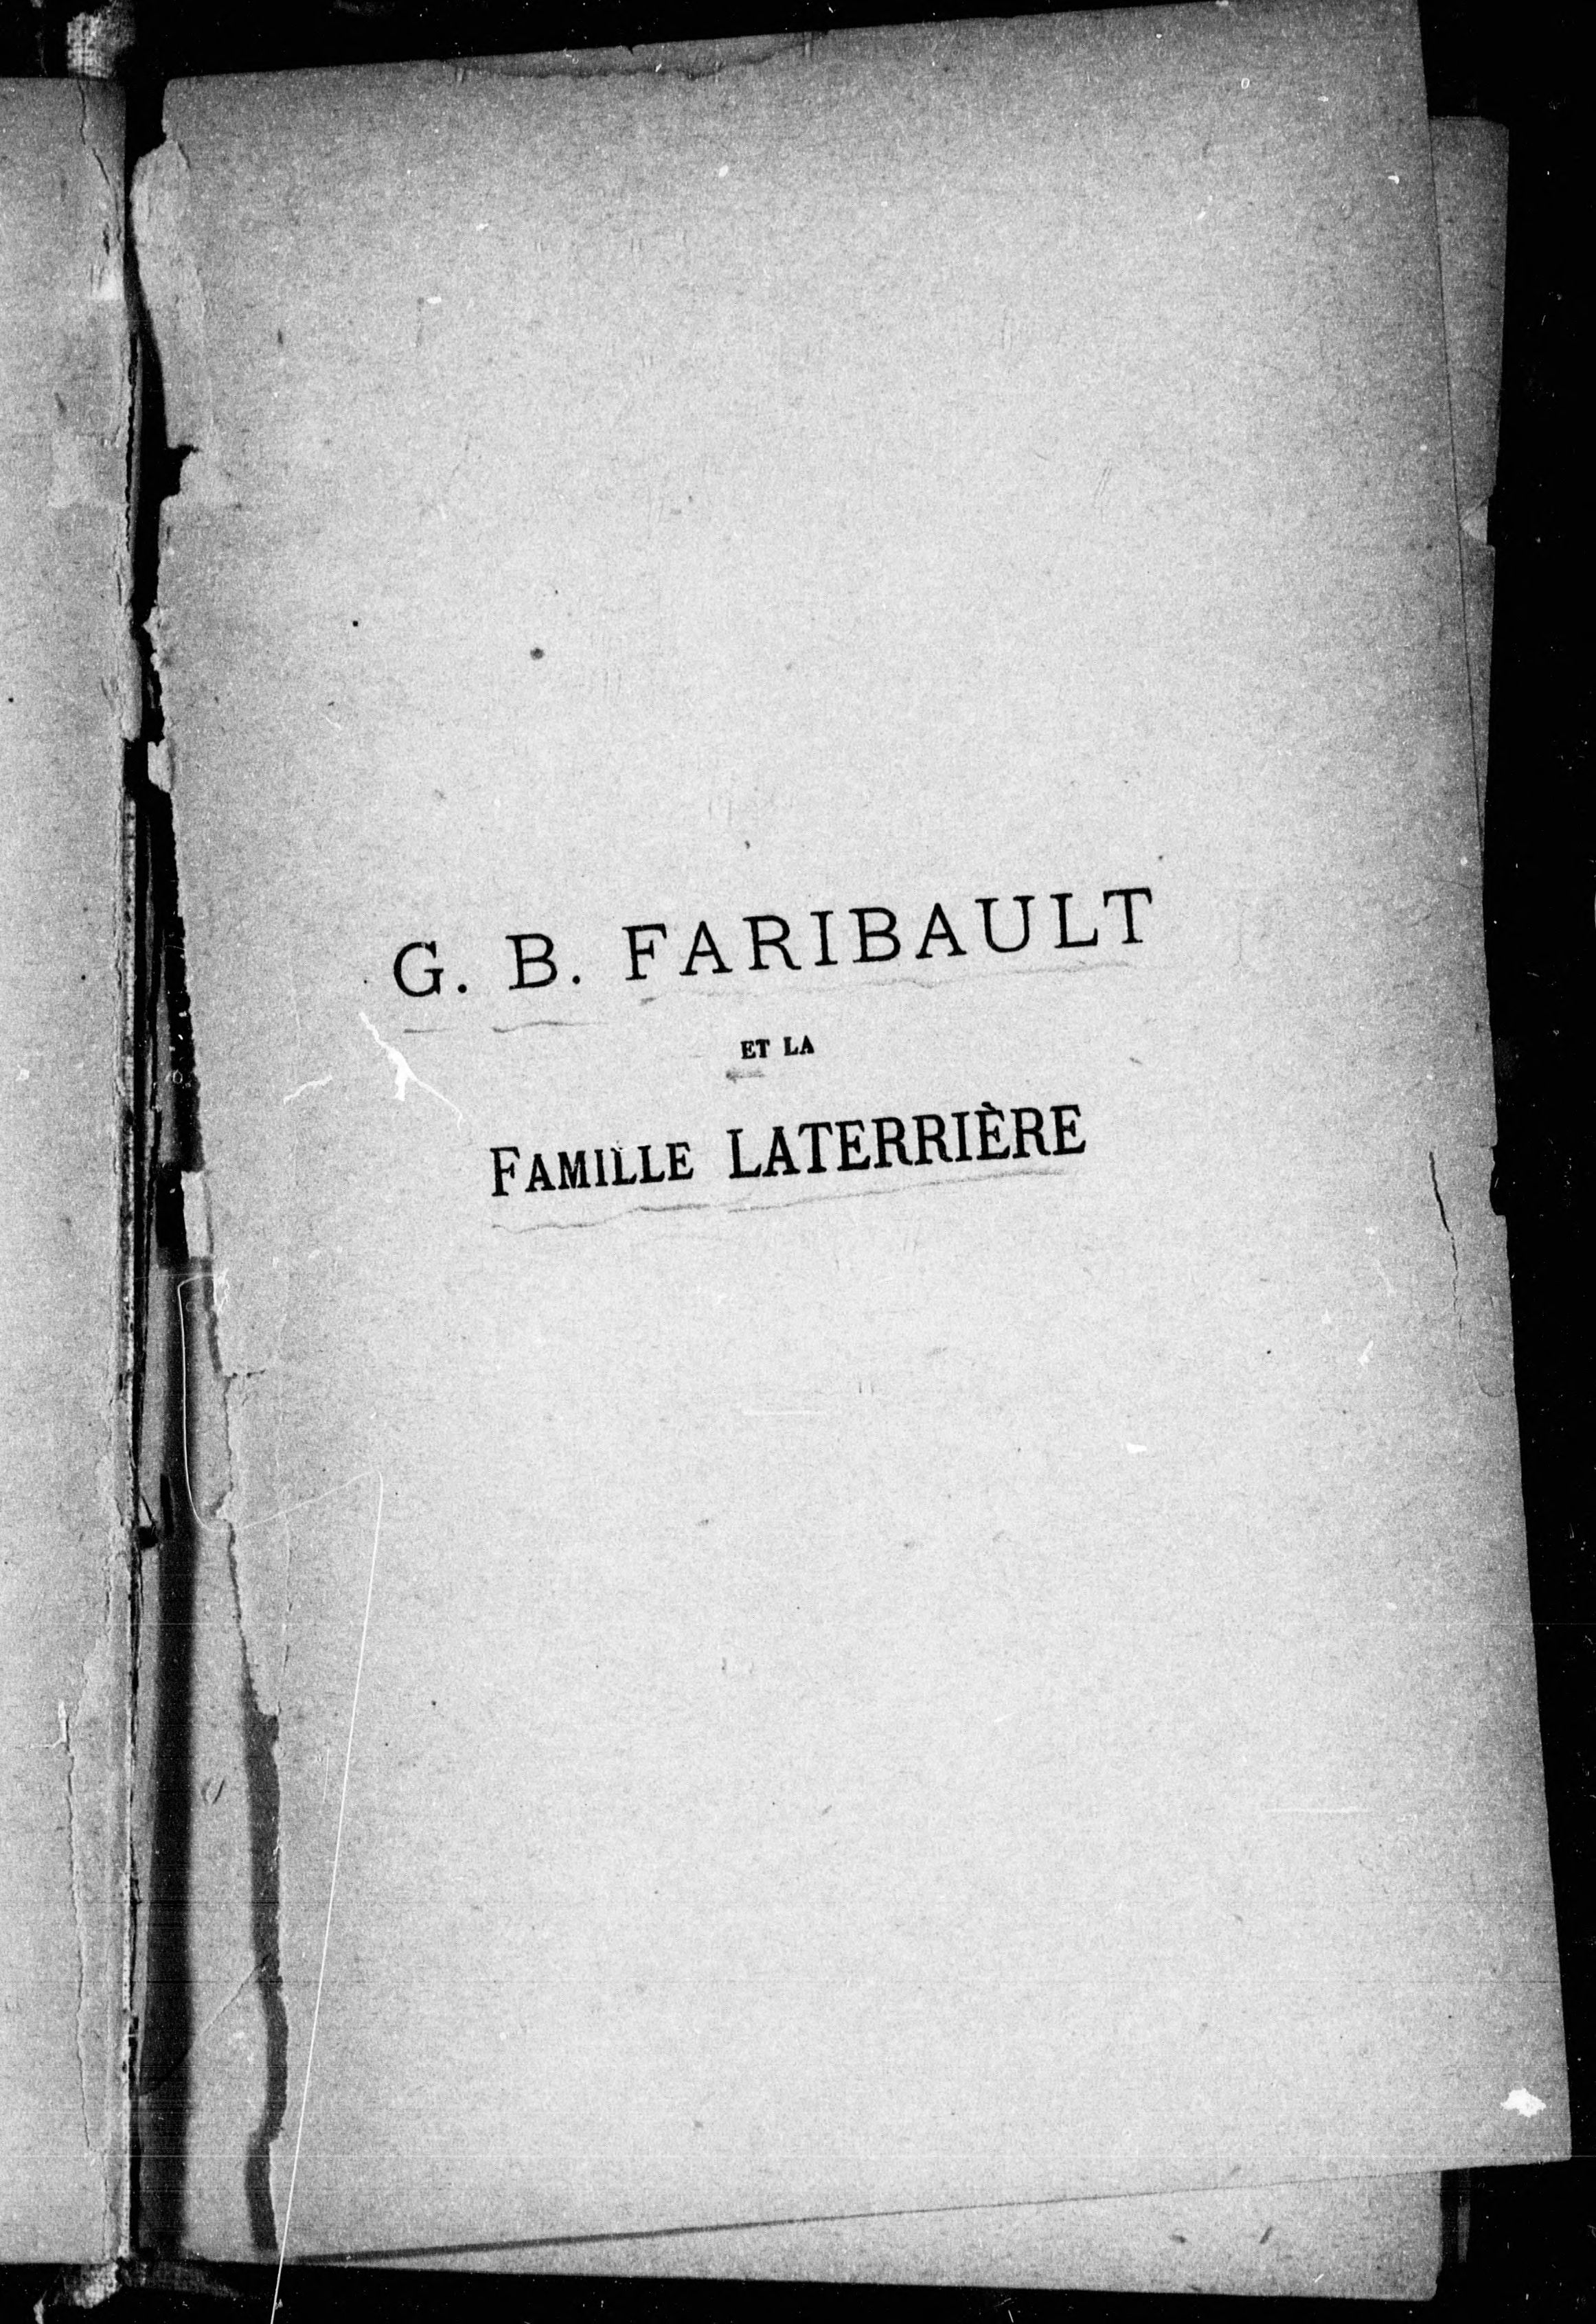 G. B. FARIBAULT
ET LA
FAMILLE LATERRIÈRE